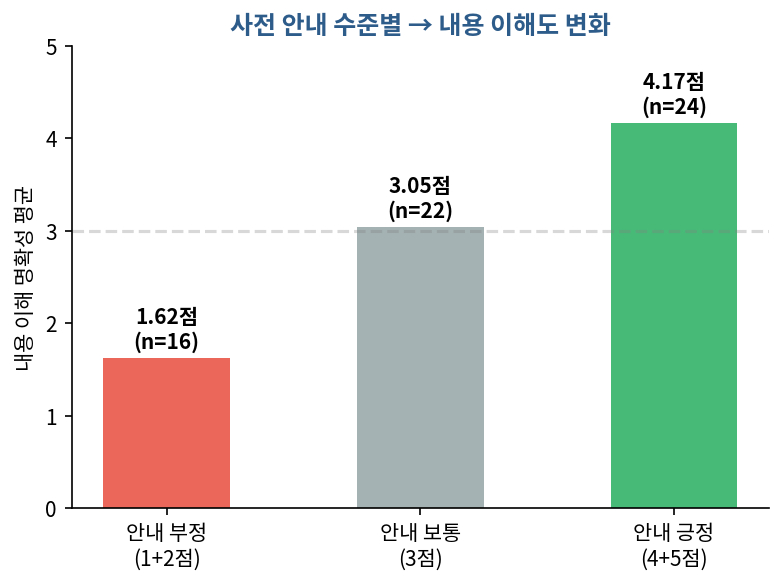 사전 안내 수준별 → 내용 이해도 변화
내용 이해 명확성 평균
5
4
3
2
1
0
1.62점
(n=16)
3.05점
(n=22)
4.17점
(n=24)
안내 부정
(1+2점)
안내 보통
(3점)
안내 긍정
(4+5점)